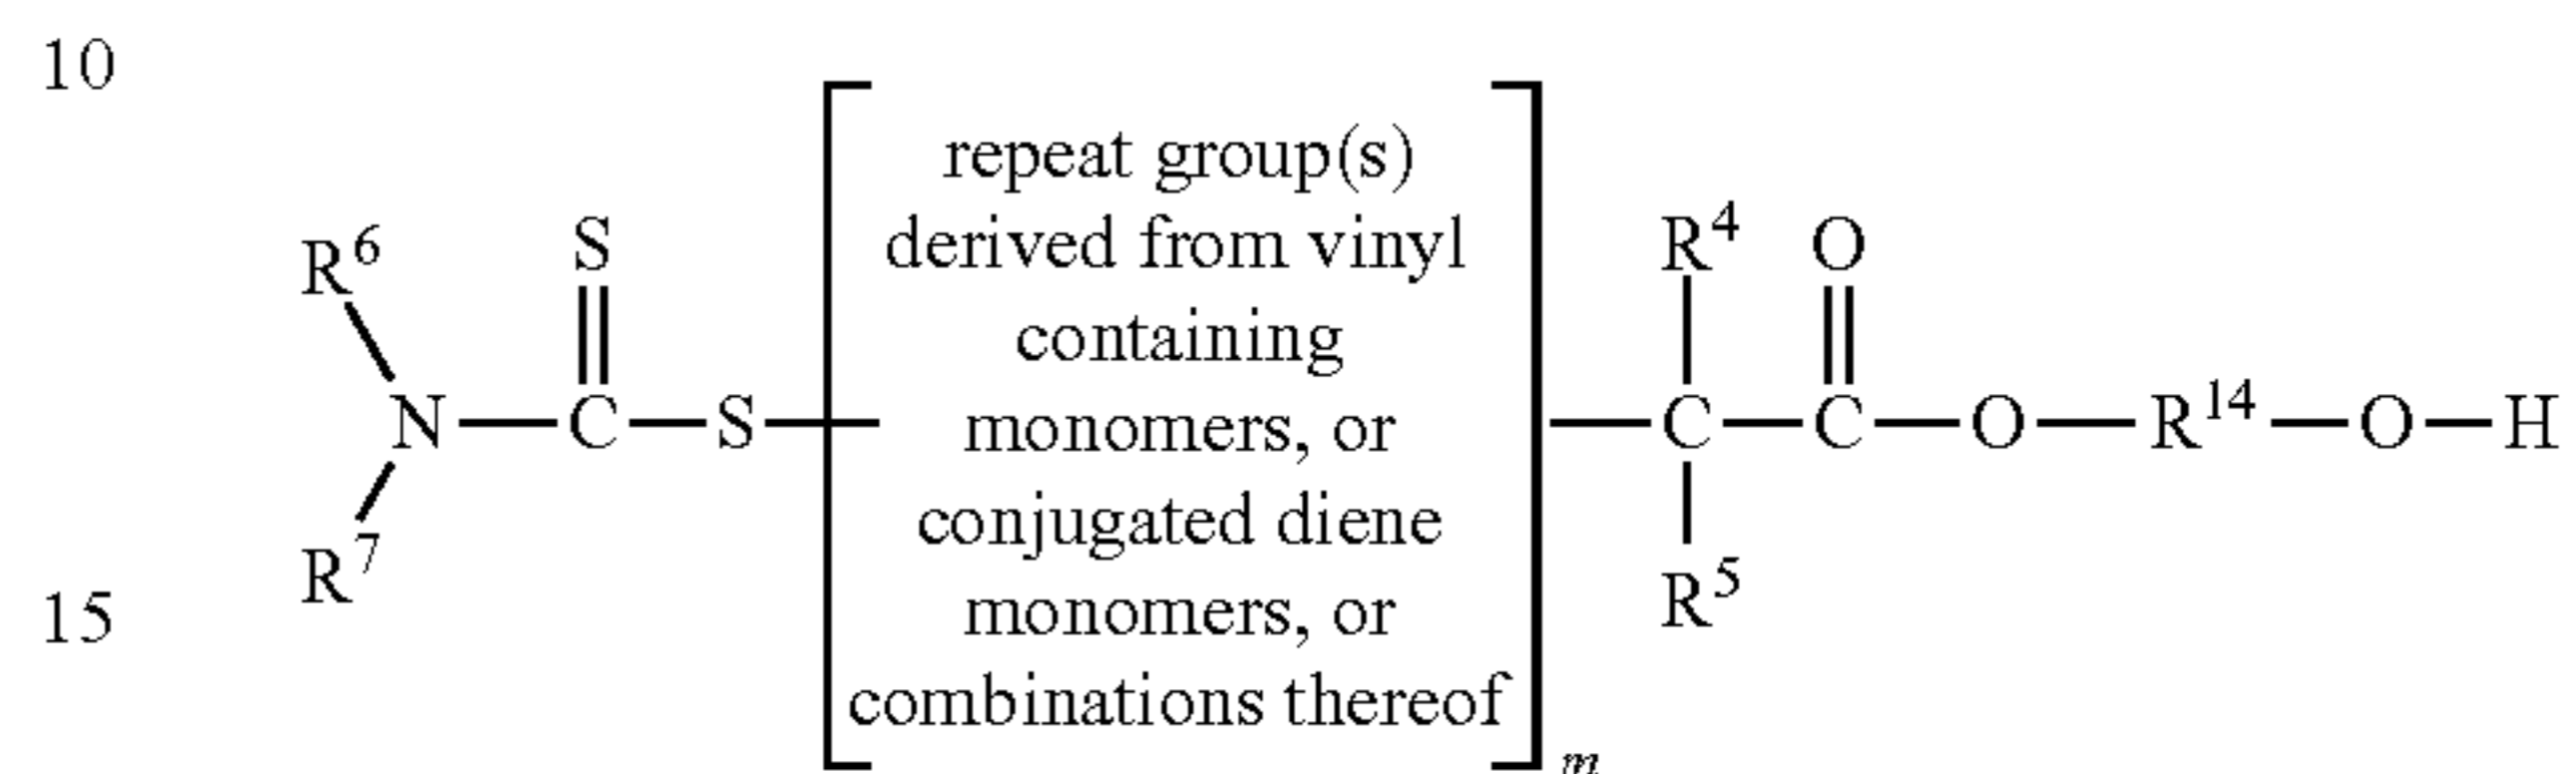 10
repeat group(s)
derived from vinyl
containing
monomers, or
conjugated diene
monomers, or
combinations thereof
m
R⁶
S
N—C—S
R⁷
R⁴ O
C—C—O—R¹⁴—O—H
R⁵
15